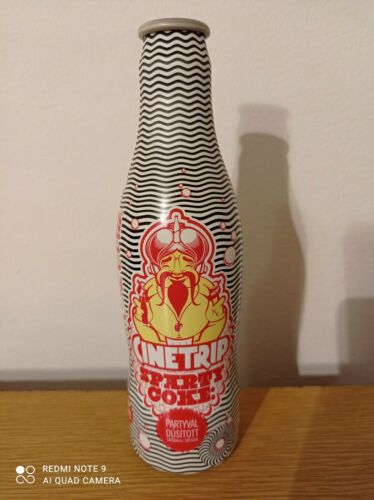 CINETRIP
SPARTY
COKE.
PARTYVAL
DÚSÍTOTT
REDMI NOTE 9
AI QUAD CAMERA